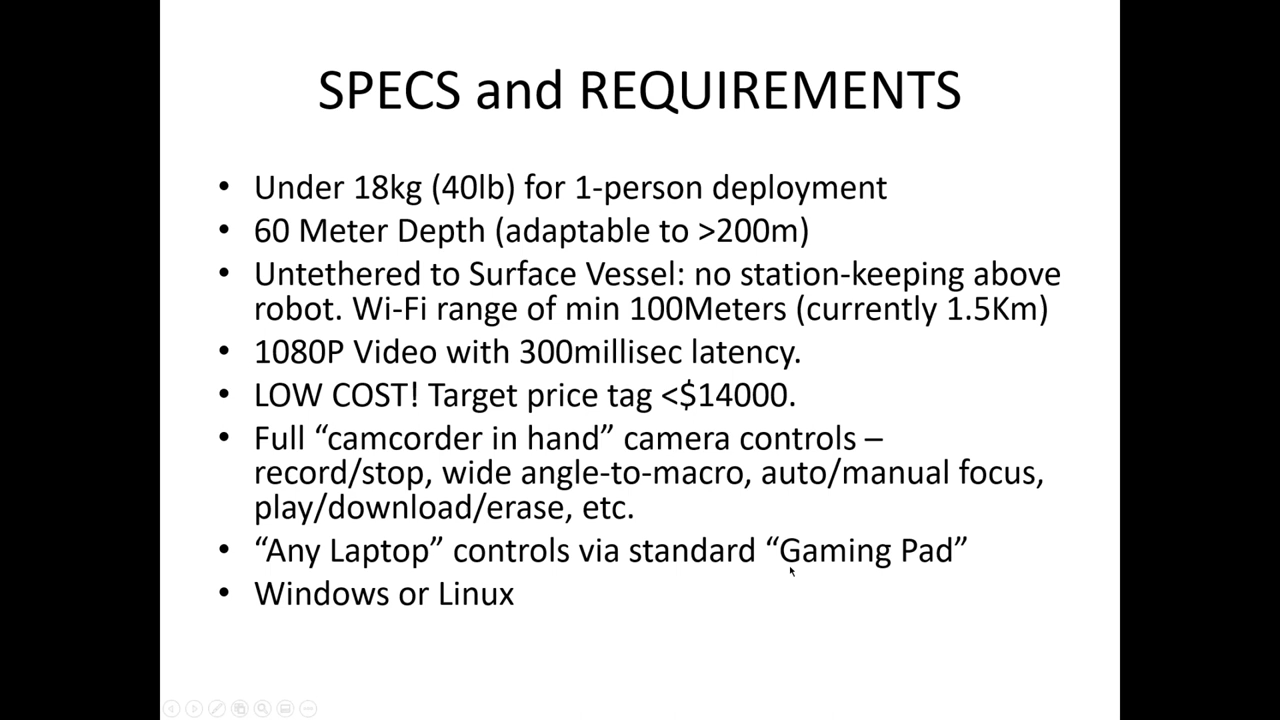 SPECS and REQUIREMENTS
• Under 18kg (40lb) for 1-person deployment
• 60 Meter Depth (adaptable to >200m)
• Untethered to Surface Vessel: no station-keeping above
robot. Wi-Fi range of min 100Meters (currently 1.5Km)
• 1080P Video with 300millisec latency.
• LOW COST! Target price tag <$14000.
• Full “camcorder in hand” camera controls –
record/stop, wide angle-to-macro, auto/manual focus,
play/download/erase, etc.
• “Any Laptop” controls via standard “Gaming Pad”
• Windows or Linux